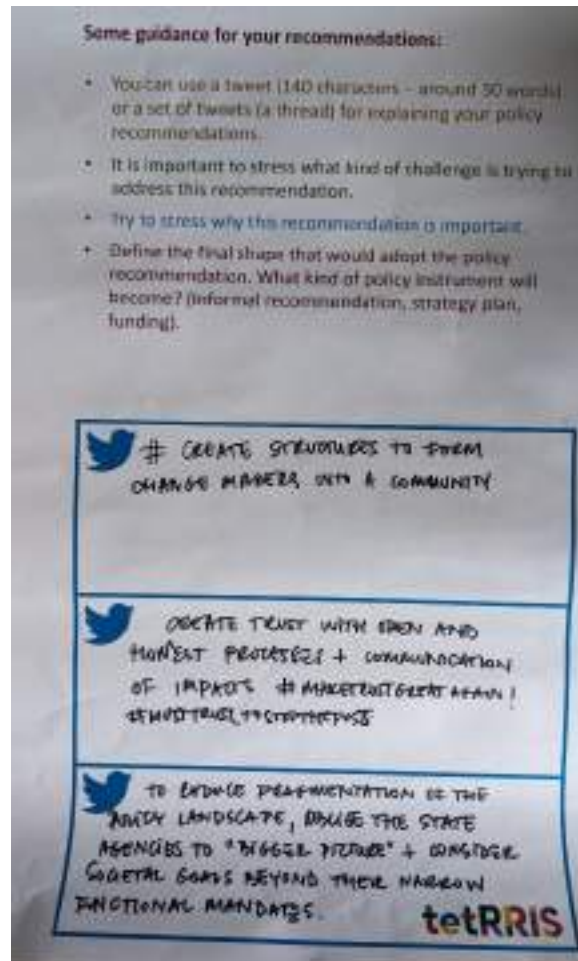 Some guidance for your recommendations:
• You can use a tweet (140 characters – around 50 words)
or a set of tweets (a thread) for explaining your policy
recommendations.
• It is important to stress what kind of challenge is trying to
address this recommendation.
• Try to stress why this recommendation is important.
• Define the final shape that would adopt the policy
recommendation. What kind of policy instrument will
become? (informal recommendation, strategy plan,
funding).
# CREATE STRUCTURES TO FORM
CHANGE MAKERS INTO A COMMUNITY
CREATE TRUST WITH OPEN AND
HONEST PROCESSES + COMMUNICATION
OF IMPACTS #MAKETRUSTGREATAGAIN!
TO REDUCE FRAGMENTATION OF THE
POLICY LANDSCAPE, OBLIGE THE STATE
AGENCIES TO "BIGGER PICTURE" + CONSIDER
SOCIETAL GOALS BEYOND THEIR NARROW
FUNCTIONAL MANDATES.
tetRRIS